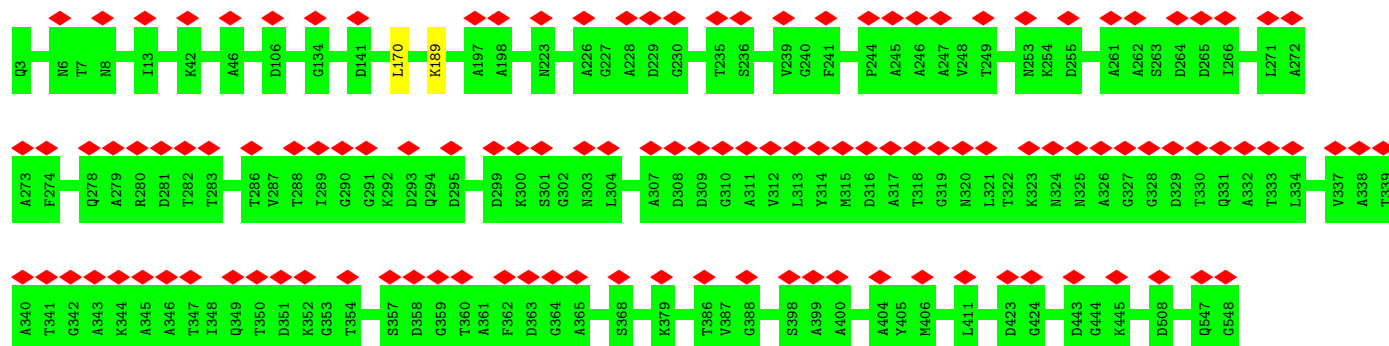 Q3 N6 T7 N8 I13 K42 A46 D106 G134 D141 L170 K189 A197 A198 N223 A226 G227 A228 D229 G230 T235 S236 V239 G240 F241 P244 A245 A246 A247 V248 T249 N253 K254 D255 A261 A262 S263 D264 D265 I266 L271 A272
A273 F274 Q278 A279 R280 D281 T282 T283 T286 V287 T288 I289 G290 G291 K292 D293 Q294 D295 D299 K300 S301 G302 N303 L304 A307 D308 D309 G310 A311 V312 L313 Y314 M315 D316 A317 T318 G319 N320 L321 T322 K323 N324 N325 A326 G327 G328 D329 T330 Q331 A332 T333 L334 V337 A338 T339
A340 T341 G342 A343 K344 A345 A346 T347 I348 Q349 T350 D351 K352 G353 T354 S357 D358 G359 T360 A361 F362 D363 G364 A365 S368 K379 T386 V387 G388 S398 A399 A400 A404 Y405 M406 L411 D423 G424 D443 G444 K445 D508 Q547 G548